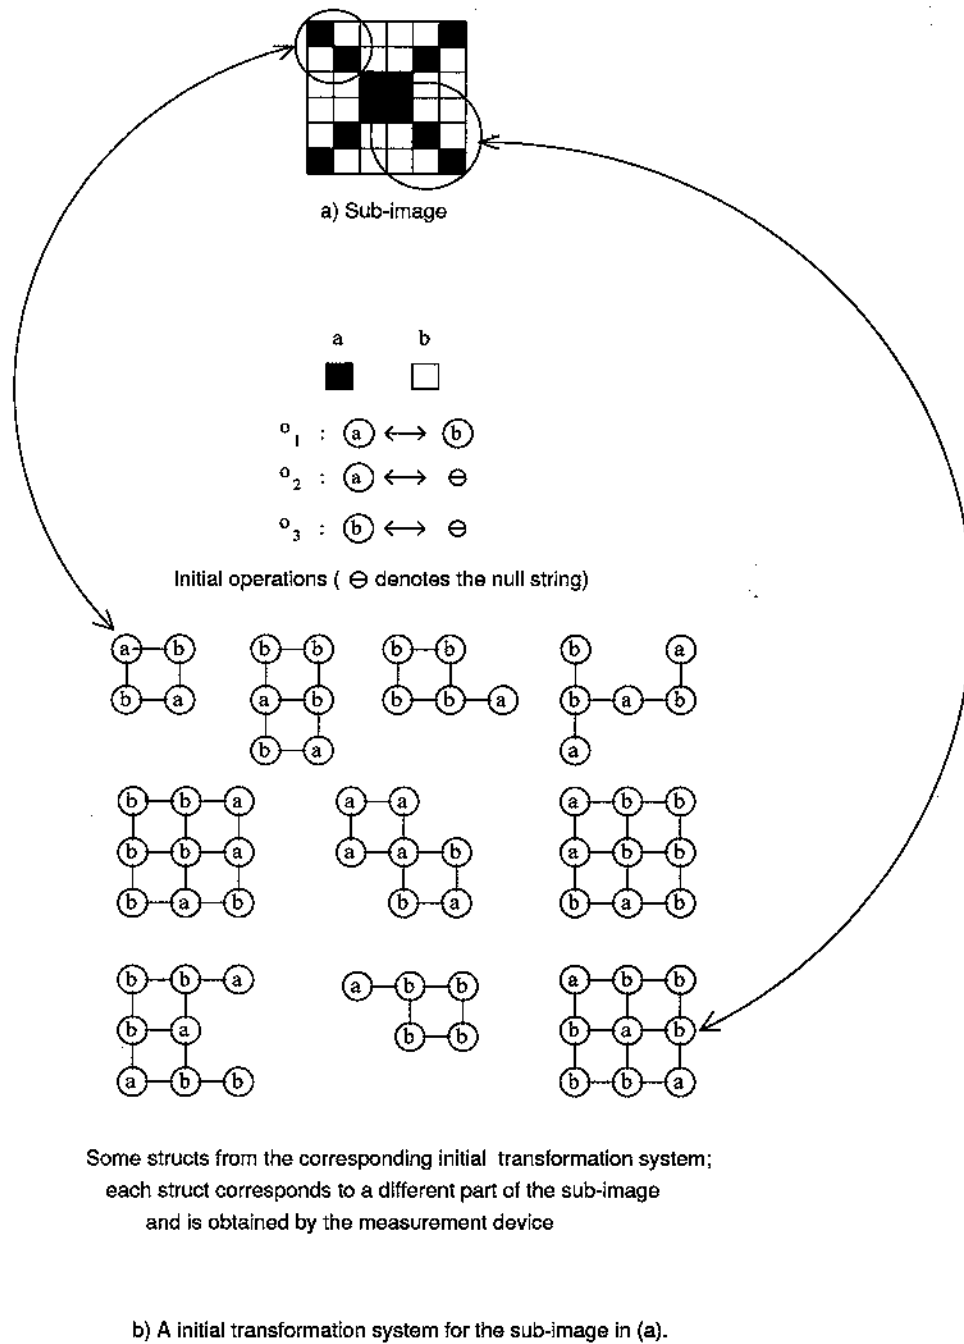 a) Sub-image
a b
o1 : a ⟷ b
o2 : a ⟷ ⊖
o3 : b ⟷ ⊖
Initial operations ( ⊖ denotes the null string)
a b b b b b b a
b a a b b b a b a b
b a a
b b a a a a b b
b b a a a b a b b
b a b b a b a b
b b a a b b a b b
b a b b b a b
a b b b b a
Some structs from the corresponding initial transformation system;
each struct corresponds to a different part of the sub-image
and is obtained by the measurement device
b) A initial transformation system for the sub-image in (a).